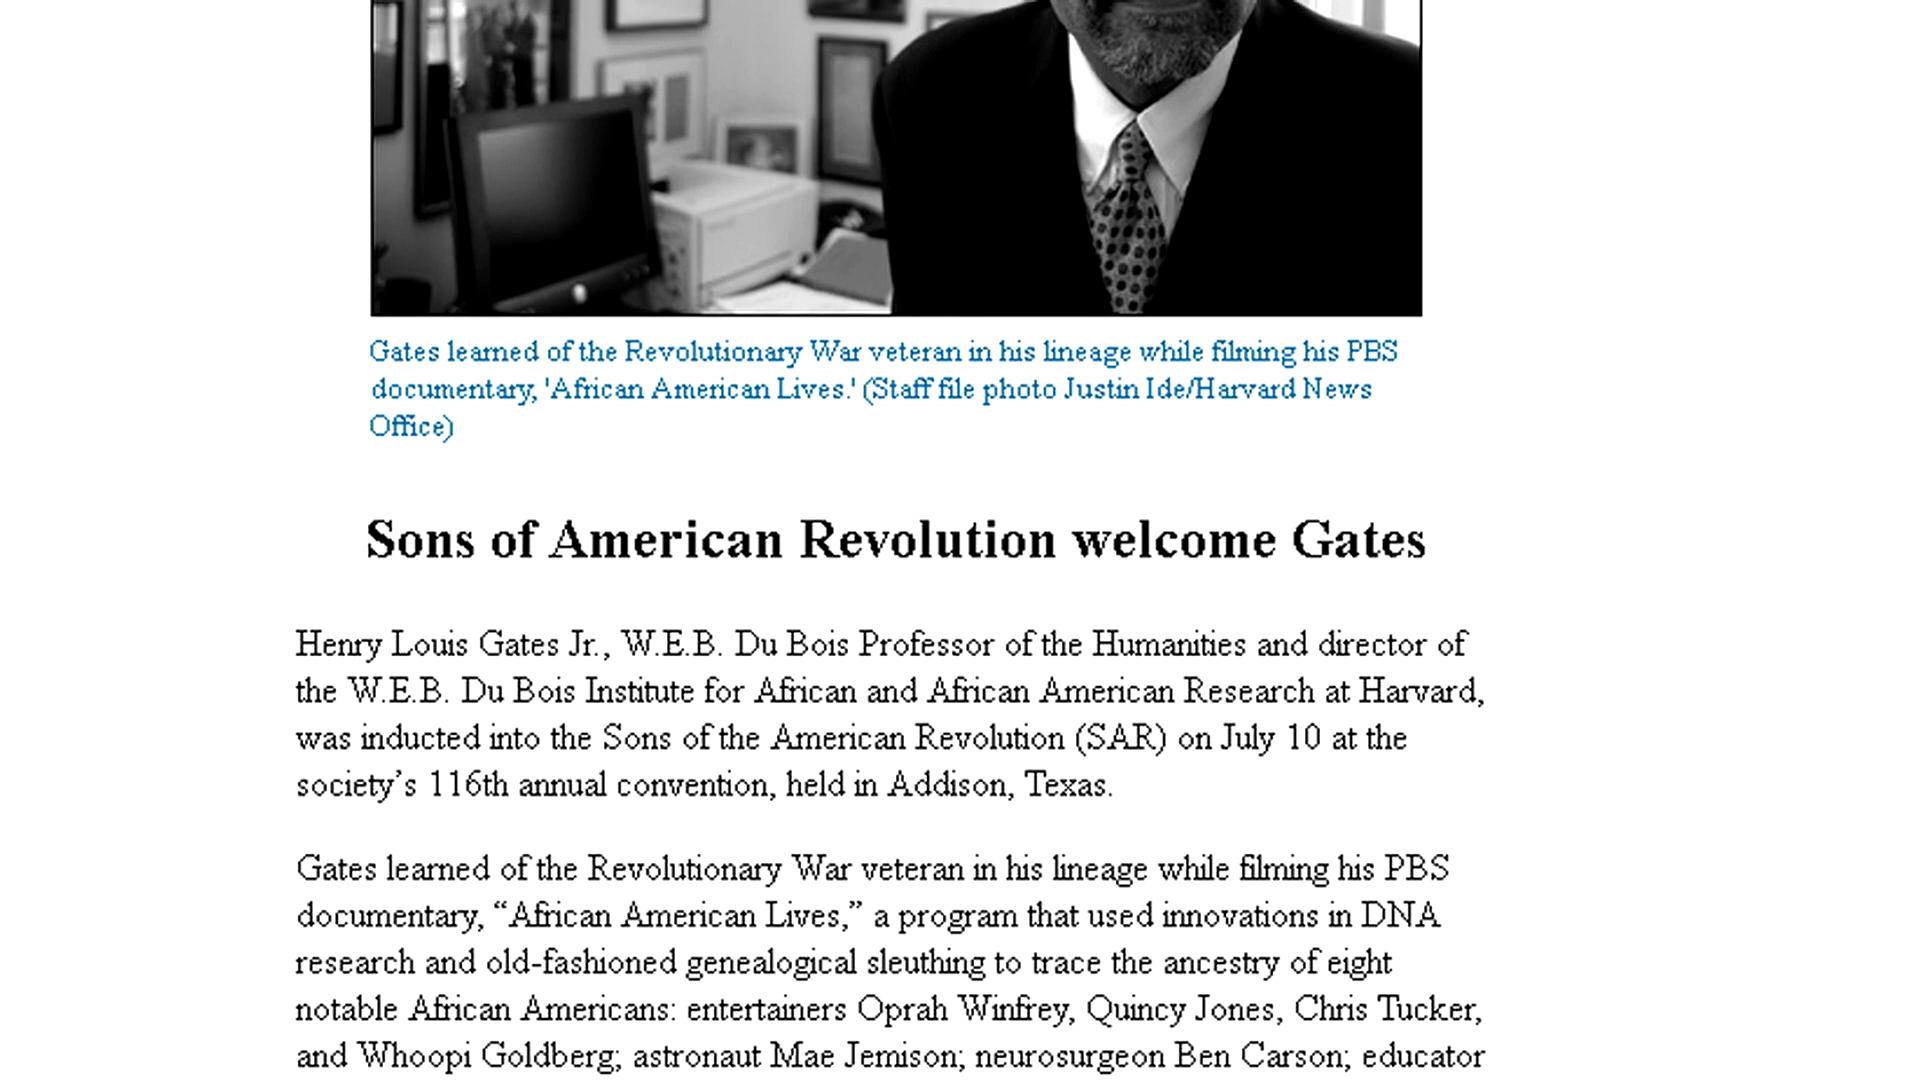 Gates learned of the Revolutionary War veteran in his lineage while filming his PBS
documentary, 'African American Lives.' (Staff file photo Justin Ide/Harvard News
Office)
Sons of American Revolution welcome Gates
Henry Louis Gates Jr., W.E.B. Du Bois Professor of the Humanities and director of
the W.E.B. Du Bois Institute for African and African American Research at Harvard,
was inducted into the Sons of the American Revolution (SAR) on July 10 at the
society’s 116th annual convention, held in Addison, Texas.
Gates learned of the Revolutionary War veteran in his lineage while filming his PBS
documentary, “African American Lives,” a program that used innovations in DNA
research and old-fashioned genealogical sleuthing to trace the ancestry of eight
notable African Americans: entertainers Oprah Winfrey, Quincy Jones, Chris Tucker,
and Whoopi Goldberg; astronaut Mae Jemison; neurosurgeon Ben Carson; educator